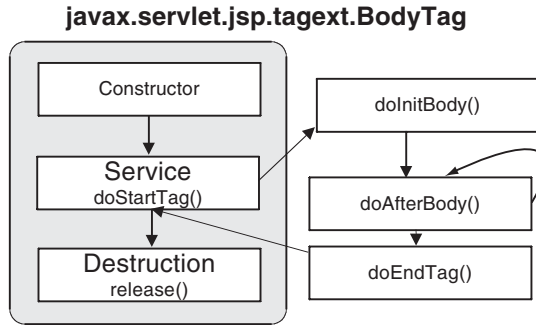 javax.servlet.jsp.tagext.BodyTag
Constructor
Service
doStartTag()
Destruction
release()
doInitBody()
doAfterBody()
doEndTag()